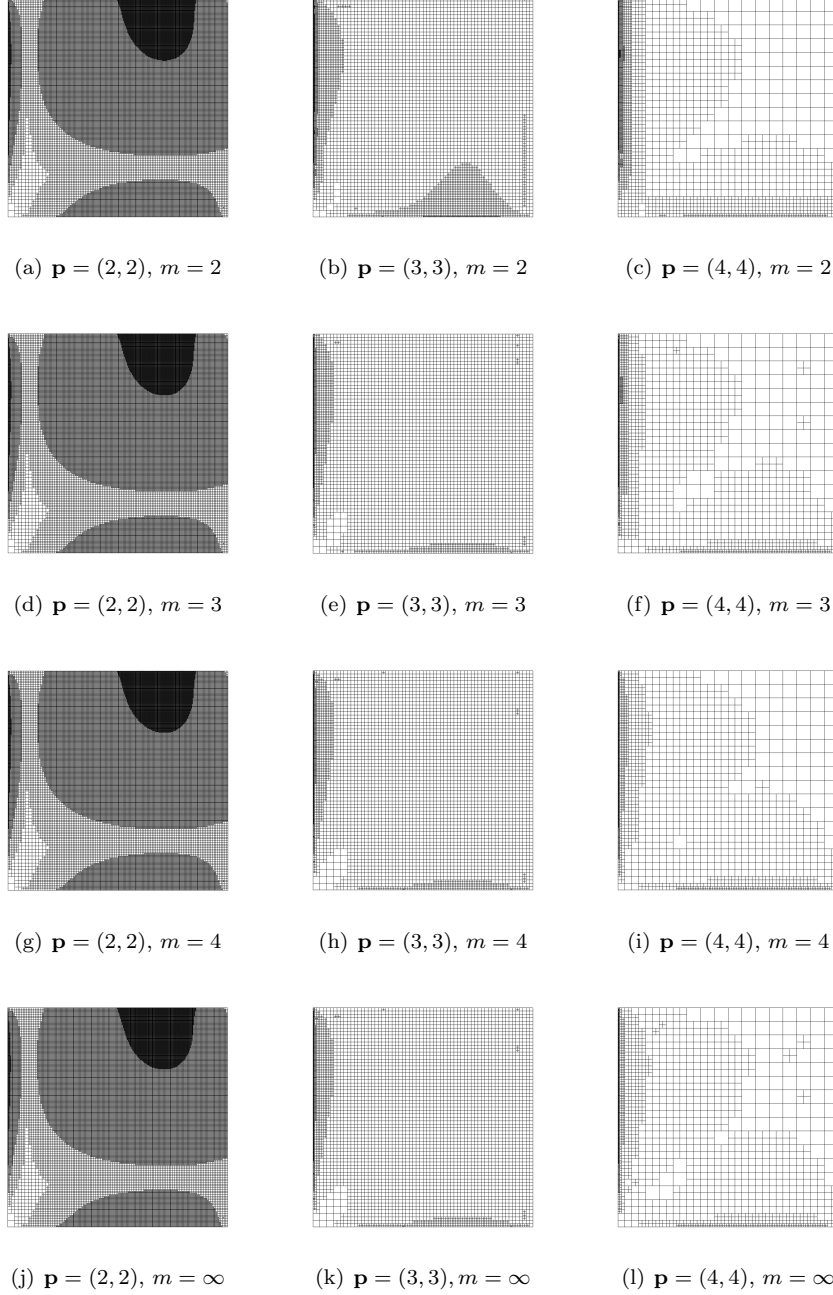 (a) p = (2, 2), m = 2
(b) p = (3, 3), m = 2
(c) p = (4, 4), m = 2
(d) p = (2, 2), m = 3
(e) p = (3, 3), m = 3
(f) p = (4, 4), m = 3
(g) p = (2, 2), m = 4
(h) p = (3, 3), m = 4
(i) p = (4, 4), m = 4
(j) p = (2, 2), m = ∞
(k) p = (3, 3), m = ∞
(l) p = (4, 4), m = ∞